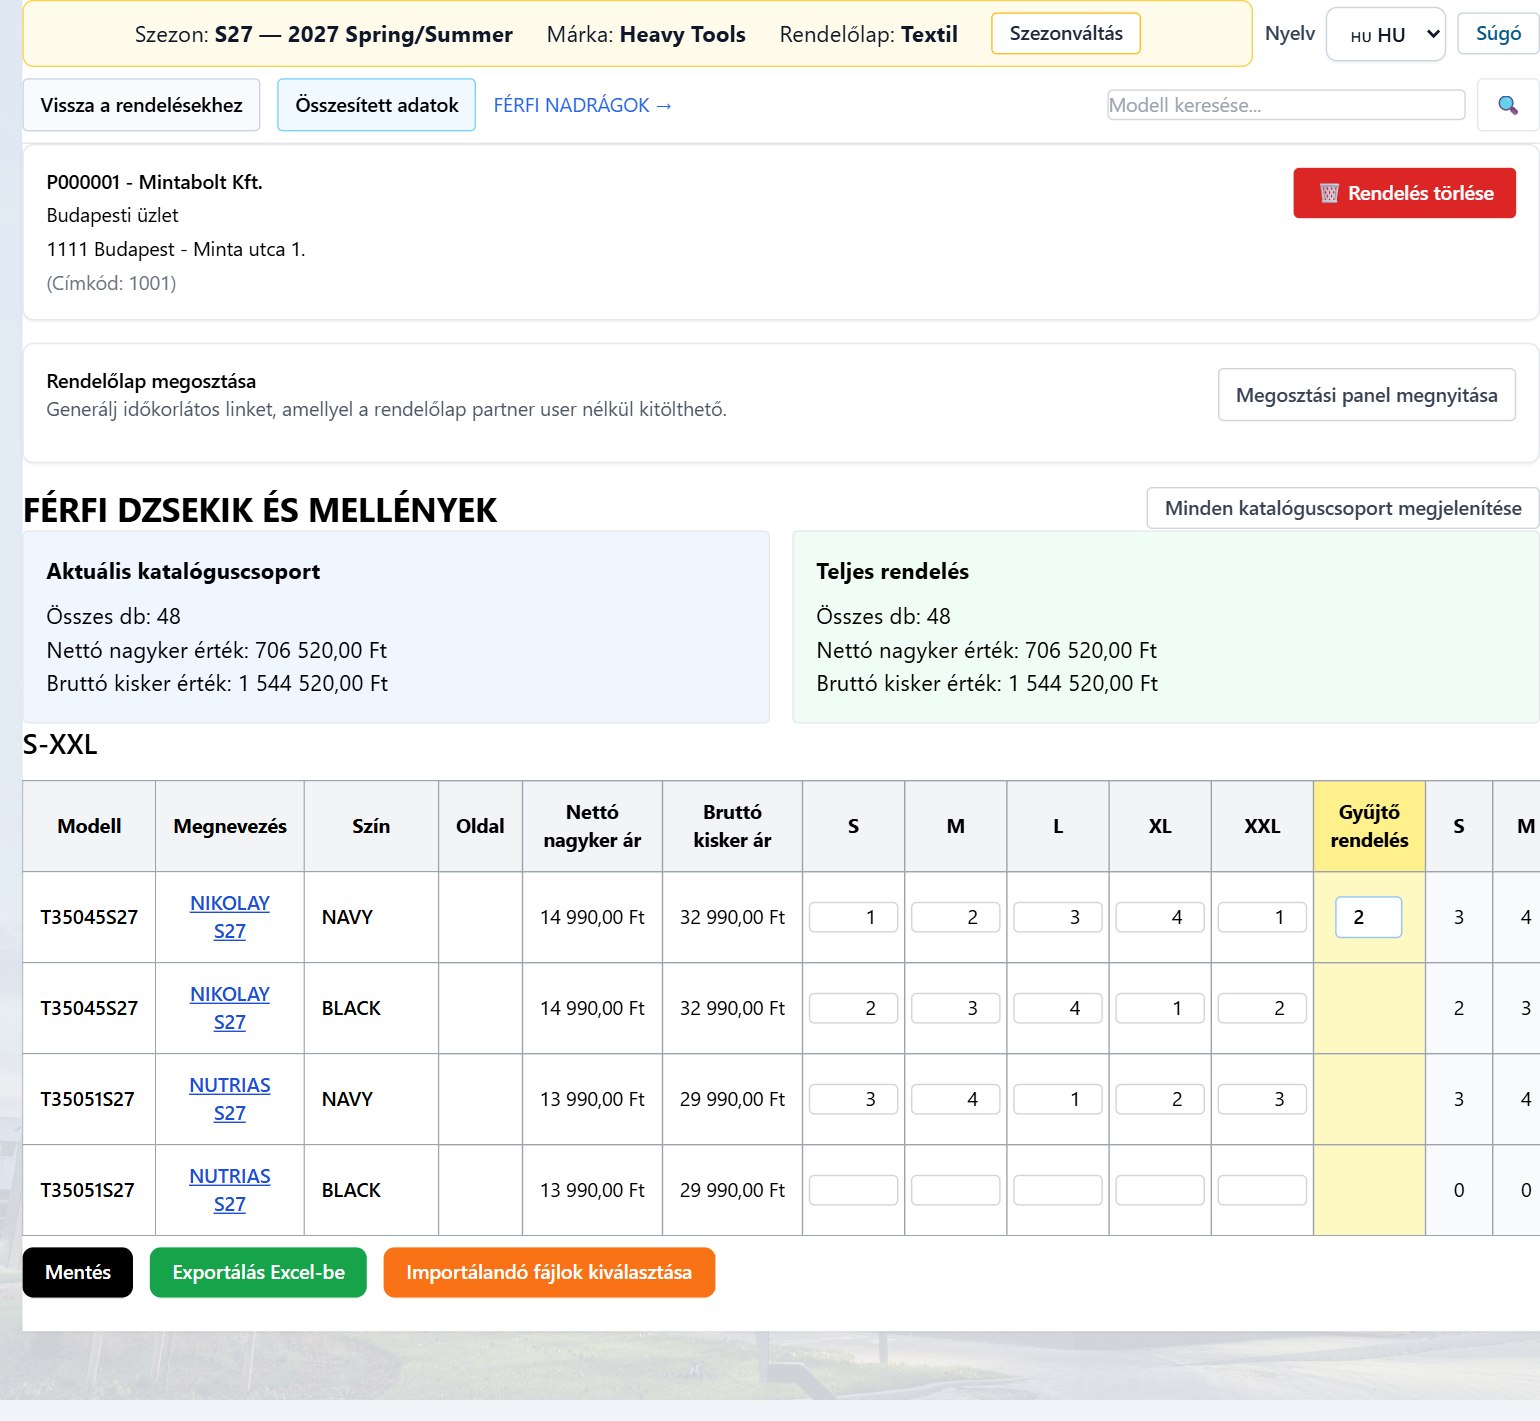 Szezon: S27 — 2027 Spring/Summer Márka: Heavy Tools Rendelőlap: Textil Szezonváltás Nyelv HU HU Súgó
Vissza a rendelésekhez Összesített adatok FÉRFI NADRÁGOK → Modell keresése...
P000001 - Mintabolt Kft.
Rendelés törlése
Budapesti üzlet
1111 Budapest - Minta utca 1.
(Címkód: 1001)
Rendelőlap megosztása
Generálj időkorlátos linket, amellyel a rendelőlap partner user nélkül kitölthető.
Megosztási panel megnyitása
FÉRFI DZSEKIK ÉS MELLÉNYEK
Minden katalóguscsoport megjelenítése
Aktuális katalóguscsoport
Összes db: 48
Nettó nagyker érték: 706 520,00 Ft
Bruttó kisker érték: 1 544 520,00 Ft
Teljes rendelés
Összes db: 48
Nettó nagyker érték: 706 520,00 Ft
Bruttó kisker érték: 1 544 520,00 Ft
S-XXL
Modell Megnevezés Szín Oldal Nettó nagyker ár Bruttó kisker ár S M L XL XXL Gyűjtő rendelés S M
T35045S27 NIKOLAY S27 NAVY 14 990,00 Ft 32 990,00 Ft 1 2 3 4 1 2 3 4
T35045S27 NIKOLAY S27 BLACK 14 990,00 Ft 32 990,00 Ft 2 3 4 1 2 2 3
T35051S27 NUTRIAS S27 NAVY 13 990,00 Ft 29 990,00 Ft 3 4 1 2 3 3 4
T35051S27 NUTRIAS S27 BLACK 13 990,00 Ft 29 990,00 Ft 0 0
Mentés Exportálás Excel-be Importálandó fájlok kiválasztása